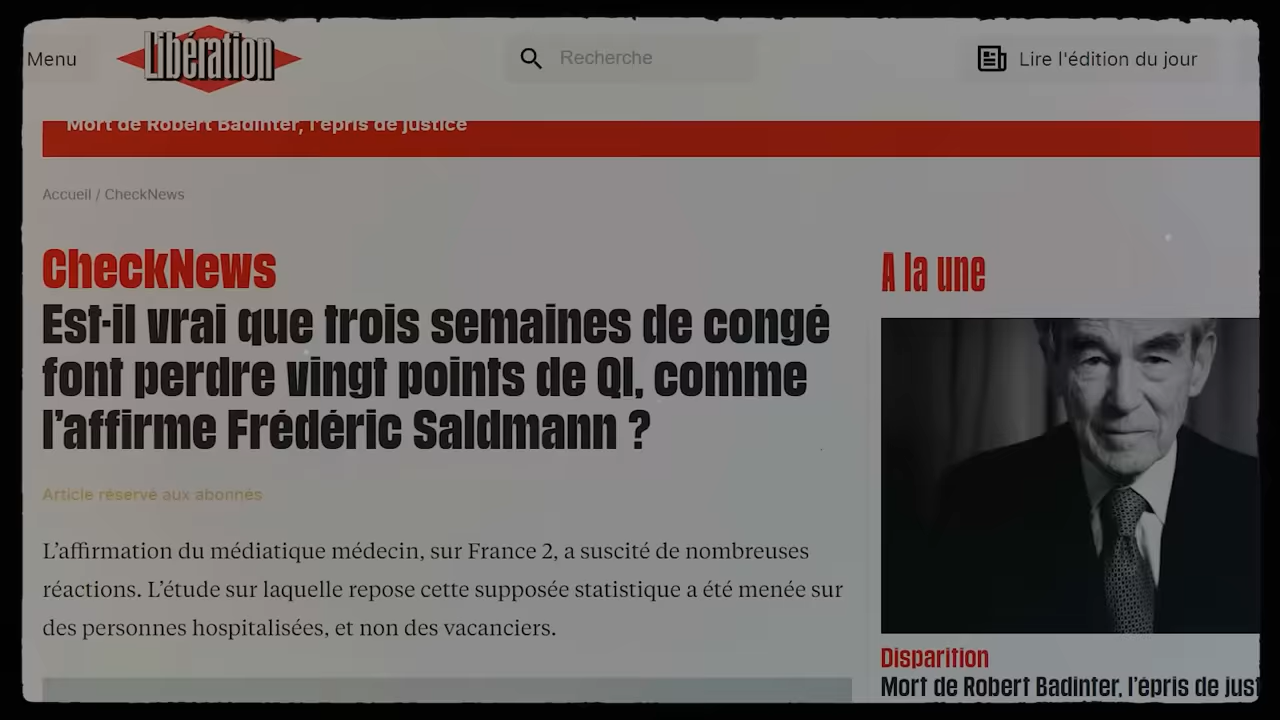 Menu
Libération
Recherche
Lire l'édition du jour
Mort de Robert Badinter, l'épris de justice
Accueil / CheckNews
CheckNews
Est-il vrai que trois semaines de congé
font perdre vingt points de QI, comme
l'affirme Frédéric Saldmann ?
Article réservé aux abonnés
L'affirmation du médiatique médecin, sur France 2, a suscité de nombreuses
réactions. L'étude sur laquelle repose cette supposée statistique a été menée sur
des personnes hospitalisées, et non des vacanciers.
A la une
Disparition
Mort de Robert Badinter, l'épris de just